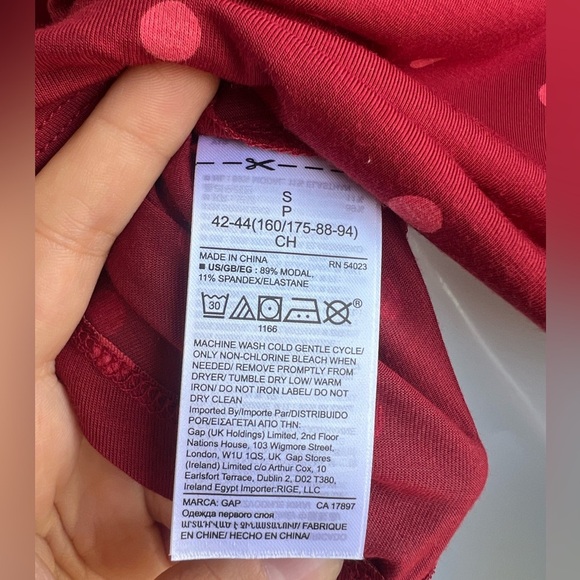 S
P
42-44(160/175-88-94)
CH
MADE IN CHINA RN 54023
■ US/GB/EG : 89% MODAL,
11% SPANDEX/ELASTANE
30
®
1166
MACHINE WASH COLD GENTLE CYCLE/
ONLY NON-CHLORINE BLEACH WHEN
NEEDED/ REMOVE PROMPTLY FROM
DRYER/ TUMBLE DRY LOW/ WARM
IRON/ DO NOT IRON LABEL/ DO NOT
DRY CLEAN
Imported By/Importe Par/DISTRIBUIDO
POR/ΕΙΣΑΓΕΤΑΙ ΑΠΟ ΤΗΝ:
Gap (UK Holdings) Limited, 2nd Floor
Nations House, 103 Wigmore Street,
London, W1U 1QS, UK Gap Stores
(Ireland) Limited c/o Arthur Cox, 10
Earlsfort Terrace, Dublin 2, D02 T380,
Ireland Egypt Importer:RIGE, LLC
MARCA: GAP CA 17897
Одежда первого слоя
ԱՐՏԱԴՐՎԱԾ Է ՉԻՆԱՍՏԱՆՈՒՄ/ FABRIQUE
EN CHINE/ HECHO EN CHINA/